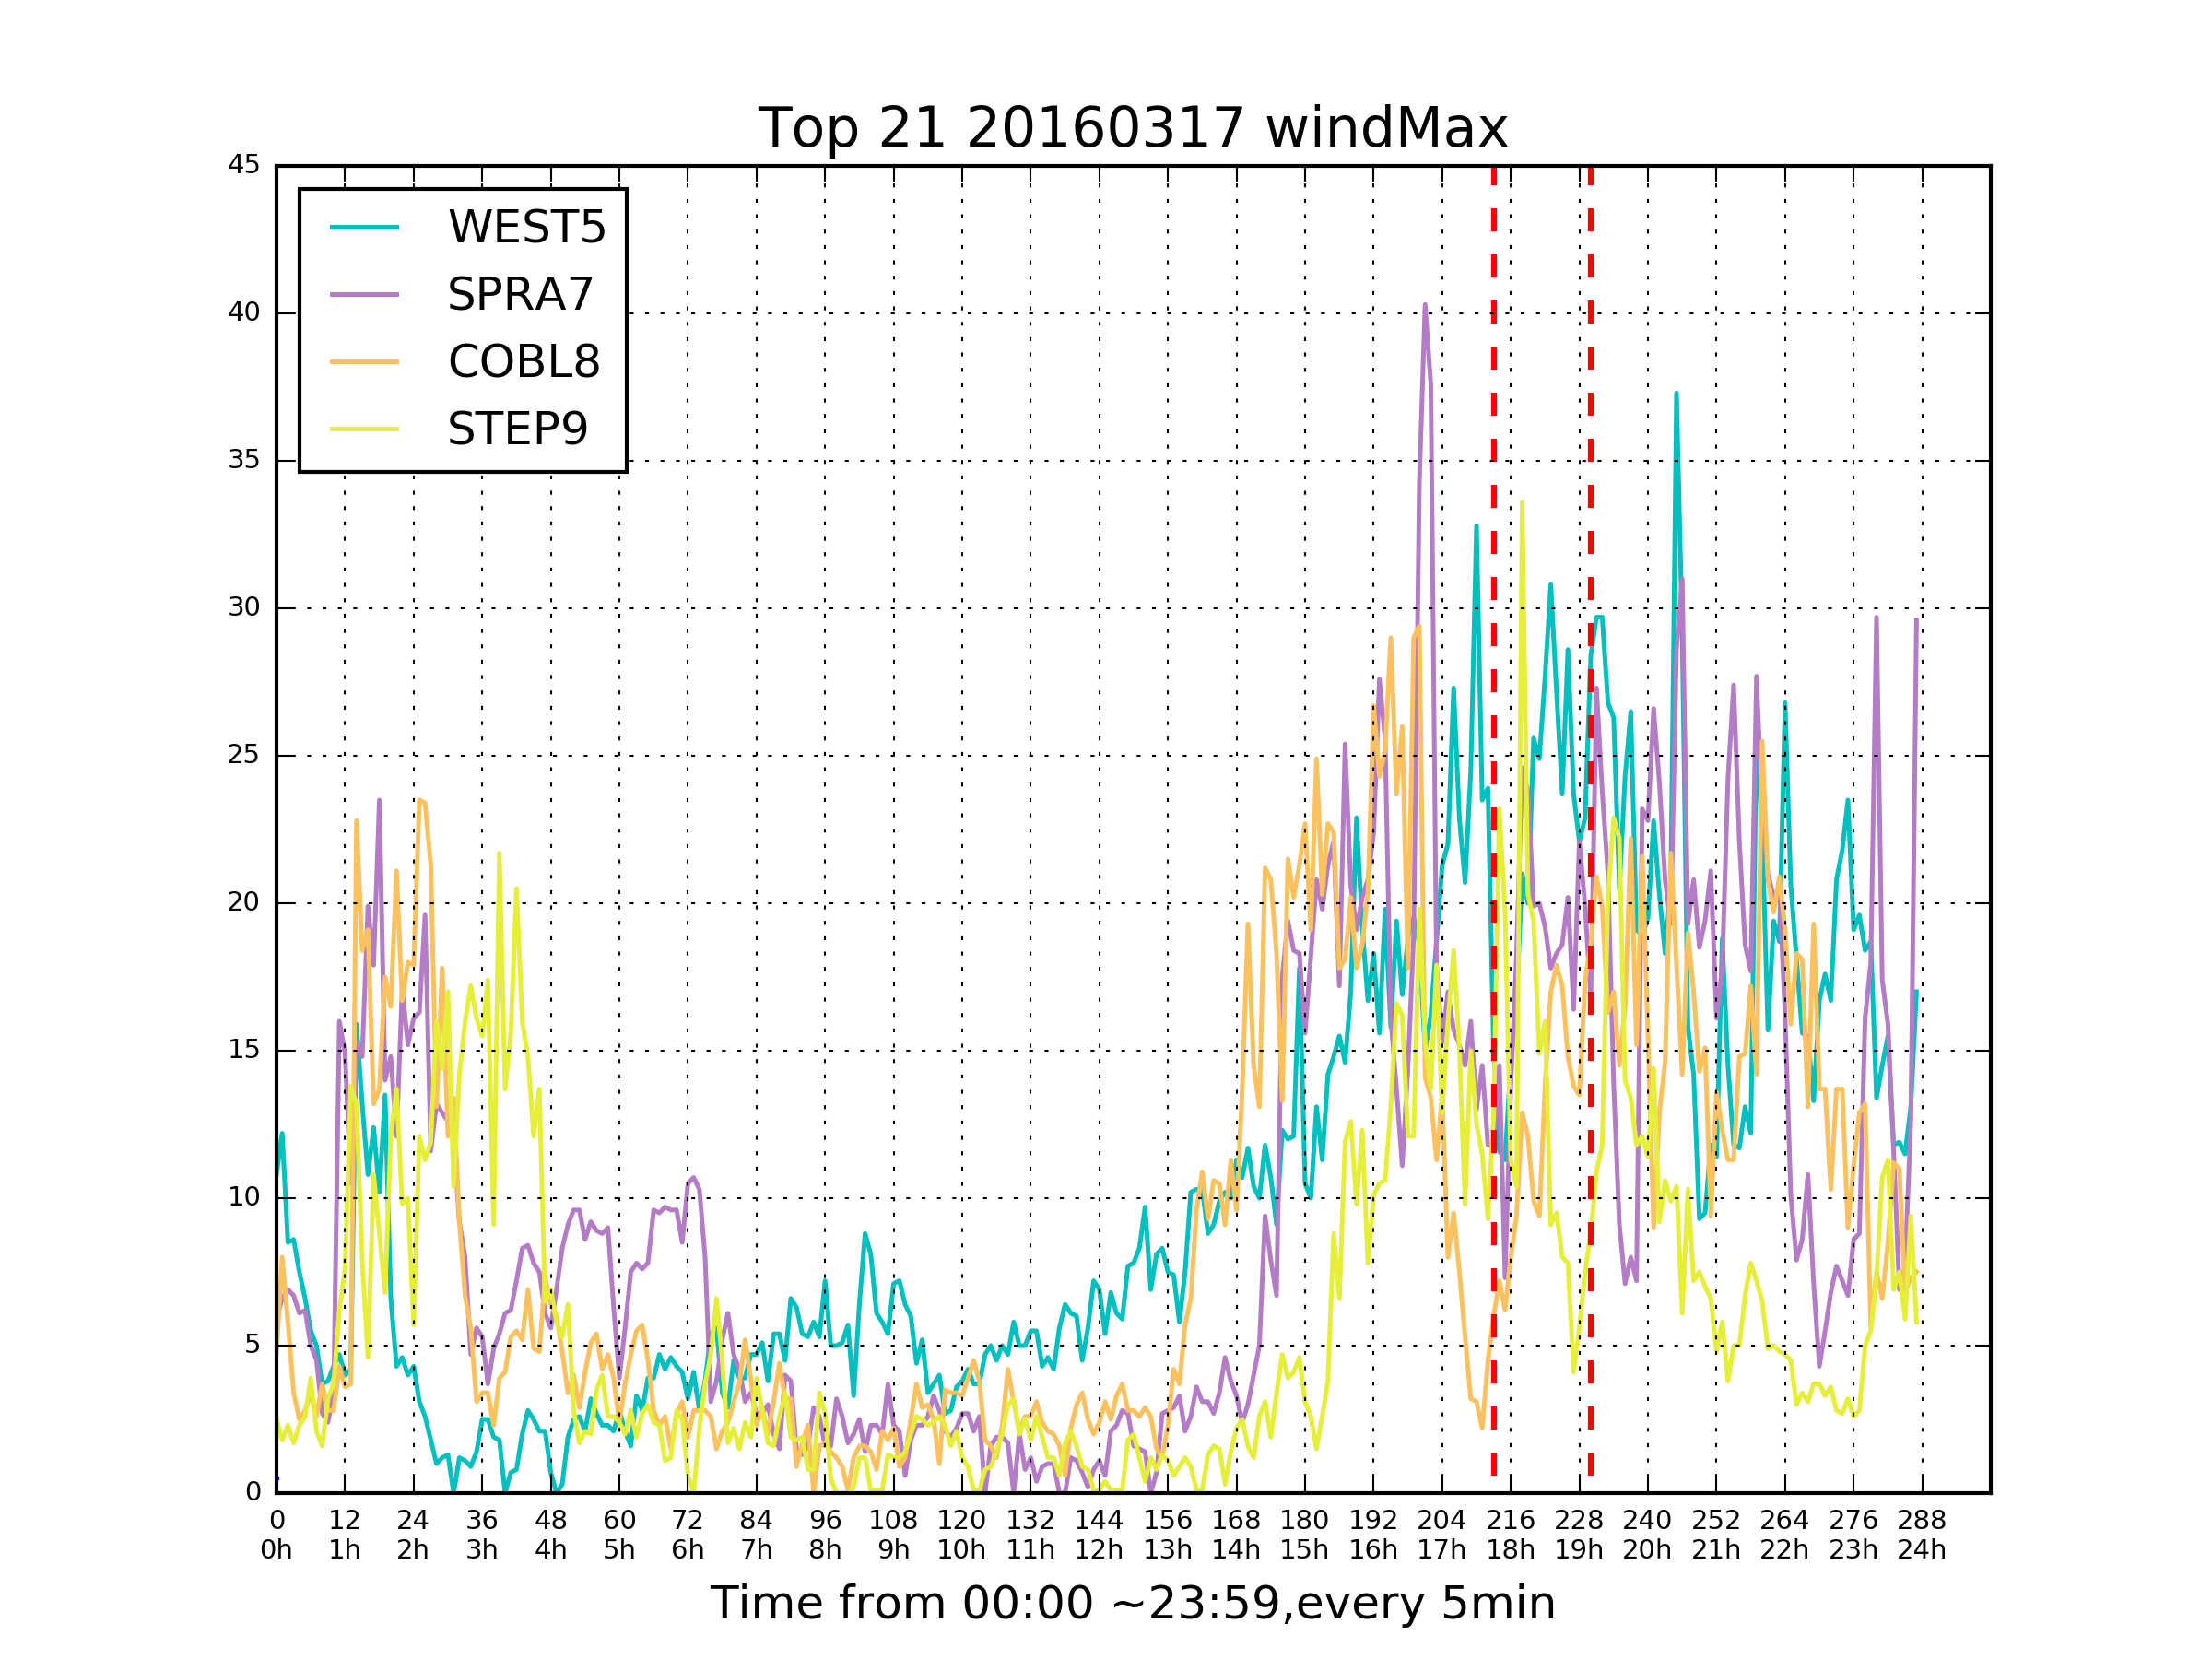 Top 21 20160317 windMax
45
40
35
30
25
20
15
10
5
0
WEST5
SPRA7
COBL8
STEP9
0 12 24 36 48 60 72 84 96 108 120 132 144 156 168 180 192 204 216 228 240 252 264 276 288
0h 1h 2h 3h 4h 5h 6h 7h 8h 9h 10h 11h 12h 13h 14h 15h 16h 17h 18h 19h 20h 21h 22h 23h 24h
Time from 00:00 ~23:59,every 5min